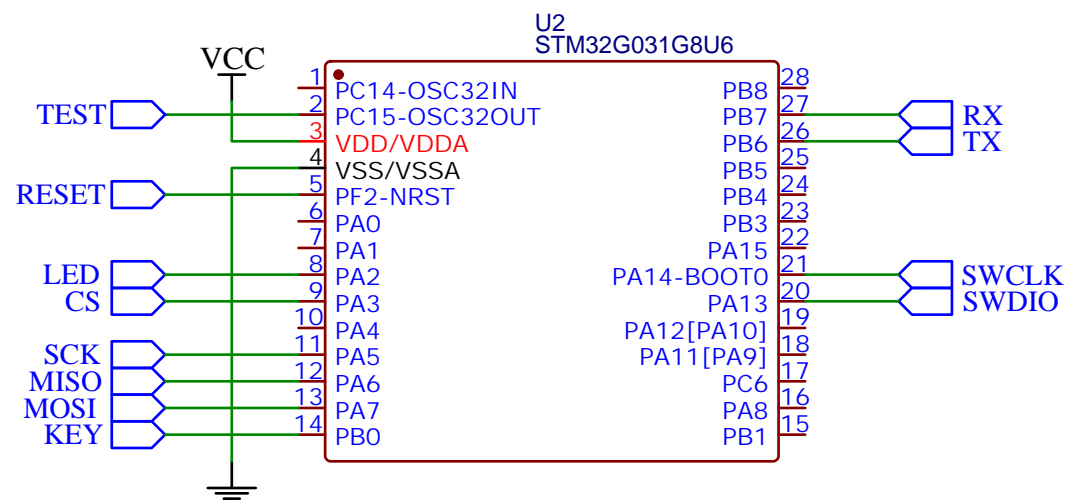 U2
STM32G031G8U6
VCC
1 PC14-OSC32IN PB8 28
TEST 2 PC15-OSC32OUT PB7 27 RX
3 VDD/VDDA PB6 26 TX
4 VSS/VSSA PB5 25
RESET 5 PF2-NRST PB4 24
6 PA0 PB3 23
7 PA1 PA15 22
LED 8 PA2 PA14-BOOT0 21 SWCLK
CS 9 PA3 PA13 20 SWDIO
10 PA4 PA12[PA10] 19
SCK 11 PA5 PA11[PA9] 18
MISO 12 PA6 PC6 17
MOSI 13 PA7 PA8 16
KEY 14 PB0 PB1 15